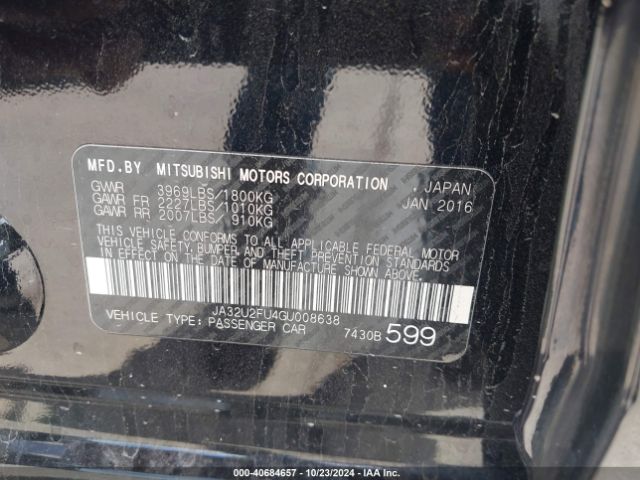 MFD.BY MITSUBISHI MOTORS CORPORATION , JAPAN
GVWR 3969LBS/1800KG JAN 2016
GAWR FR 2227LBS/1010KG
GAWR RR 2007LBS/ 910KG
THIS VEHICLE CONFORMS TO ALL APPLICABLE FEDERAL MOTOR
VEHICLE SAFETY, BUMPER, AND THEFT PREVENTION STANDARDS
IN EFFECT ON THE DATE OF MANUFACTURE SHOWN ABOVE.
JA32U2FU4GU008638
VEHICLE TYPE: PASSENGER CAR 7430B 599
© - 40684657 - 10/23/2024 - IAA Inc.